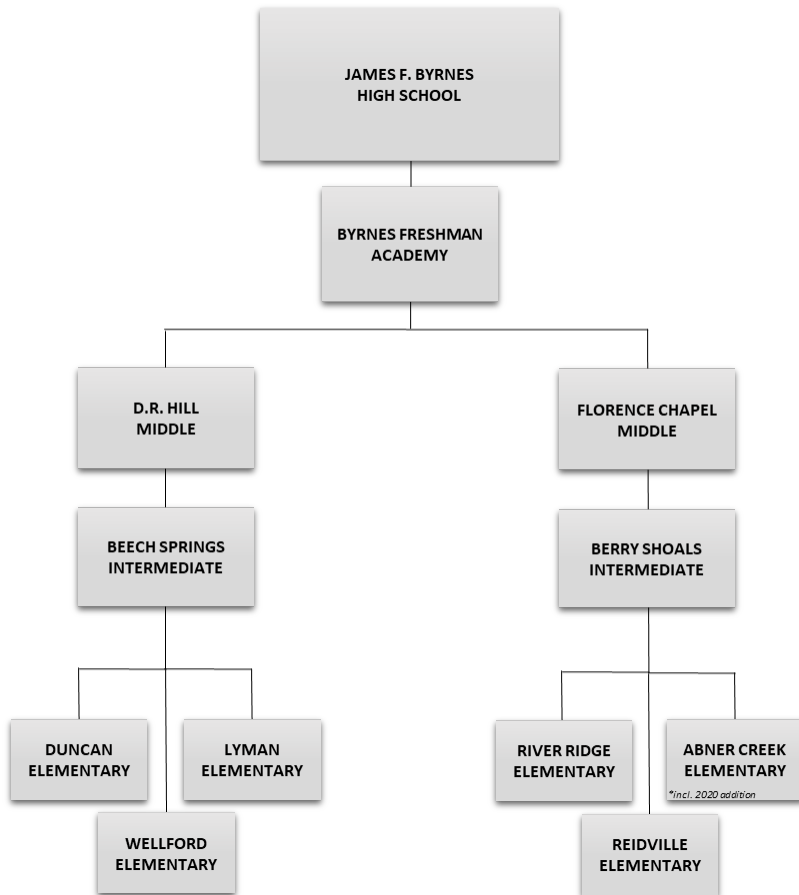 JAMES F. BYRNES
HIGH SCHOOL
BYRNES FRESHMAN
ACADEMY
D.R. HILL
MIDDLE
FLORENCE CHAPEL
MIDDLE
BEECH SPRINGS
INTERMEDIATE
BERRY SHOALS
INTERMEDIATE
DUNCAN
ELEMENTARY
LYMAN
ELEMENTARY
RIVER RIDGE
ELEMENTARY
ABNER CREEK
ELEMENTARY
*incl. 2020 addition
WELLFORD
ELEMENTARY
REIDVILLE
ELEMENTARY